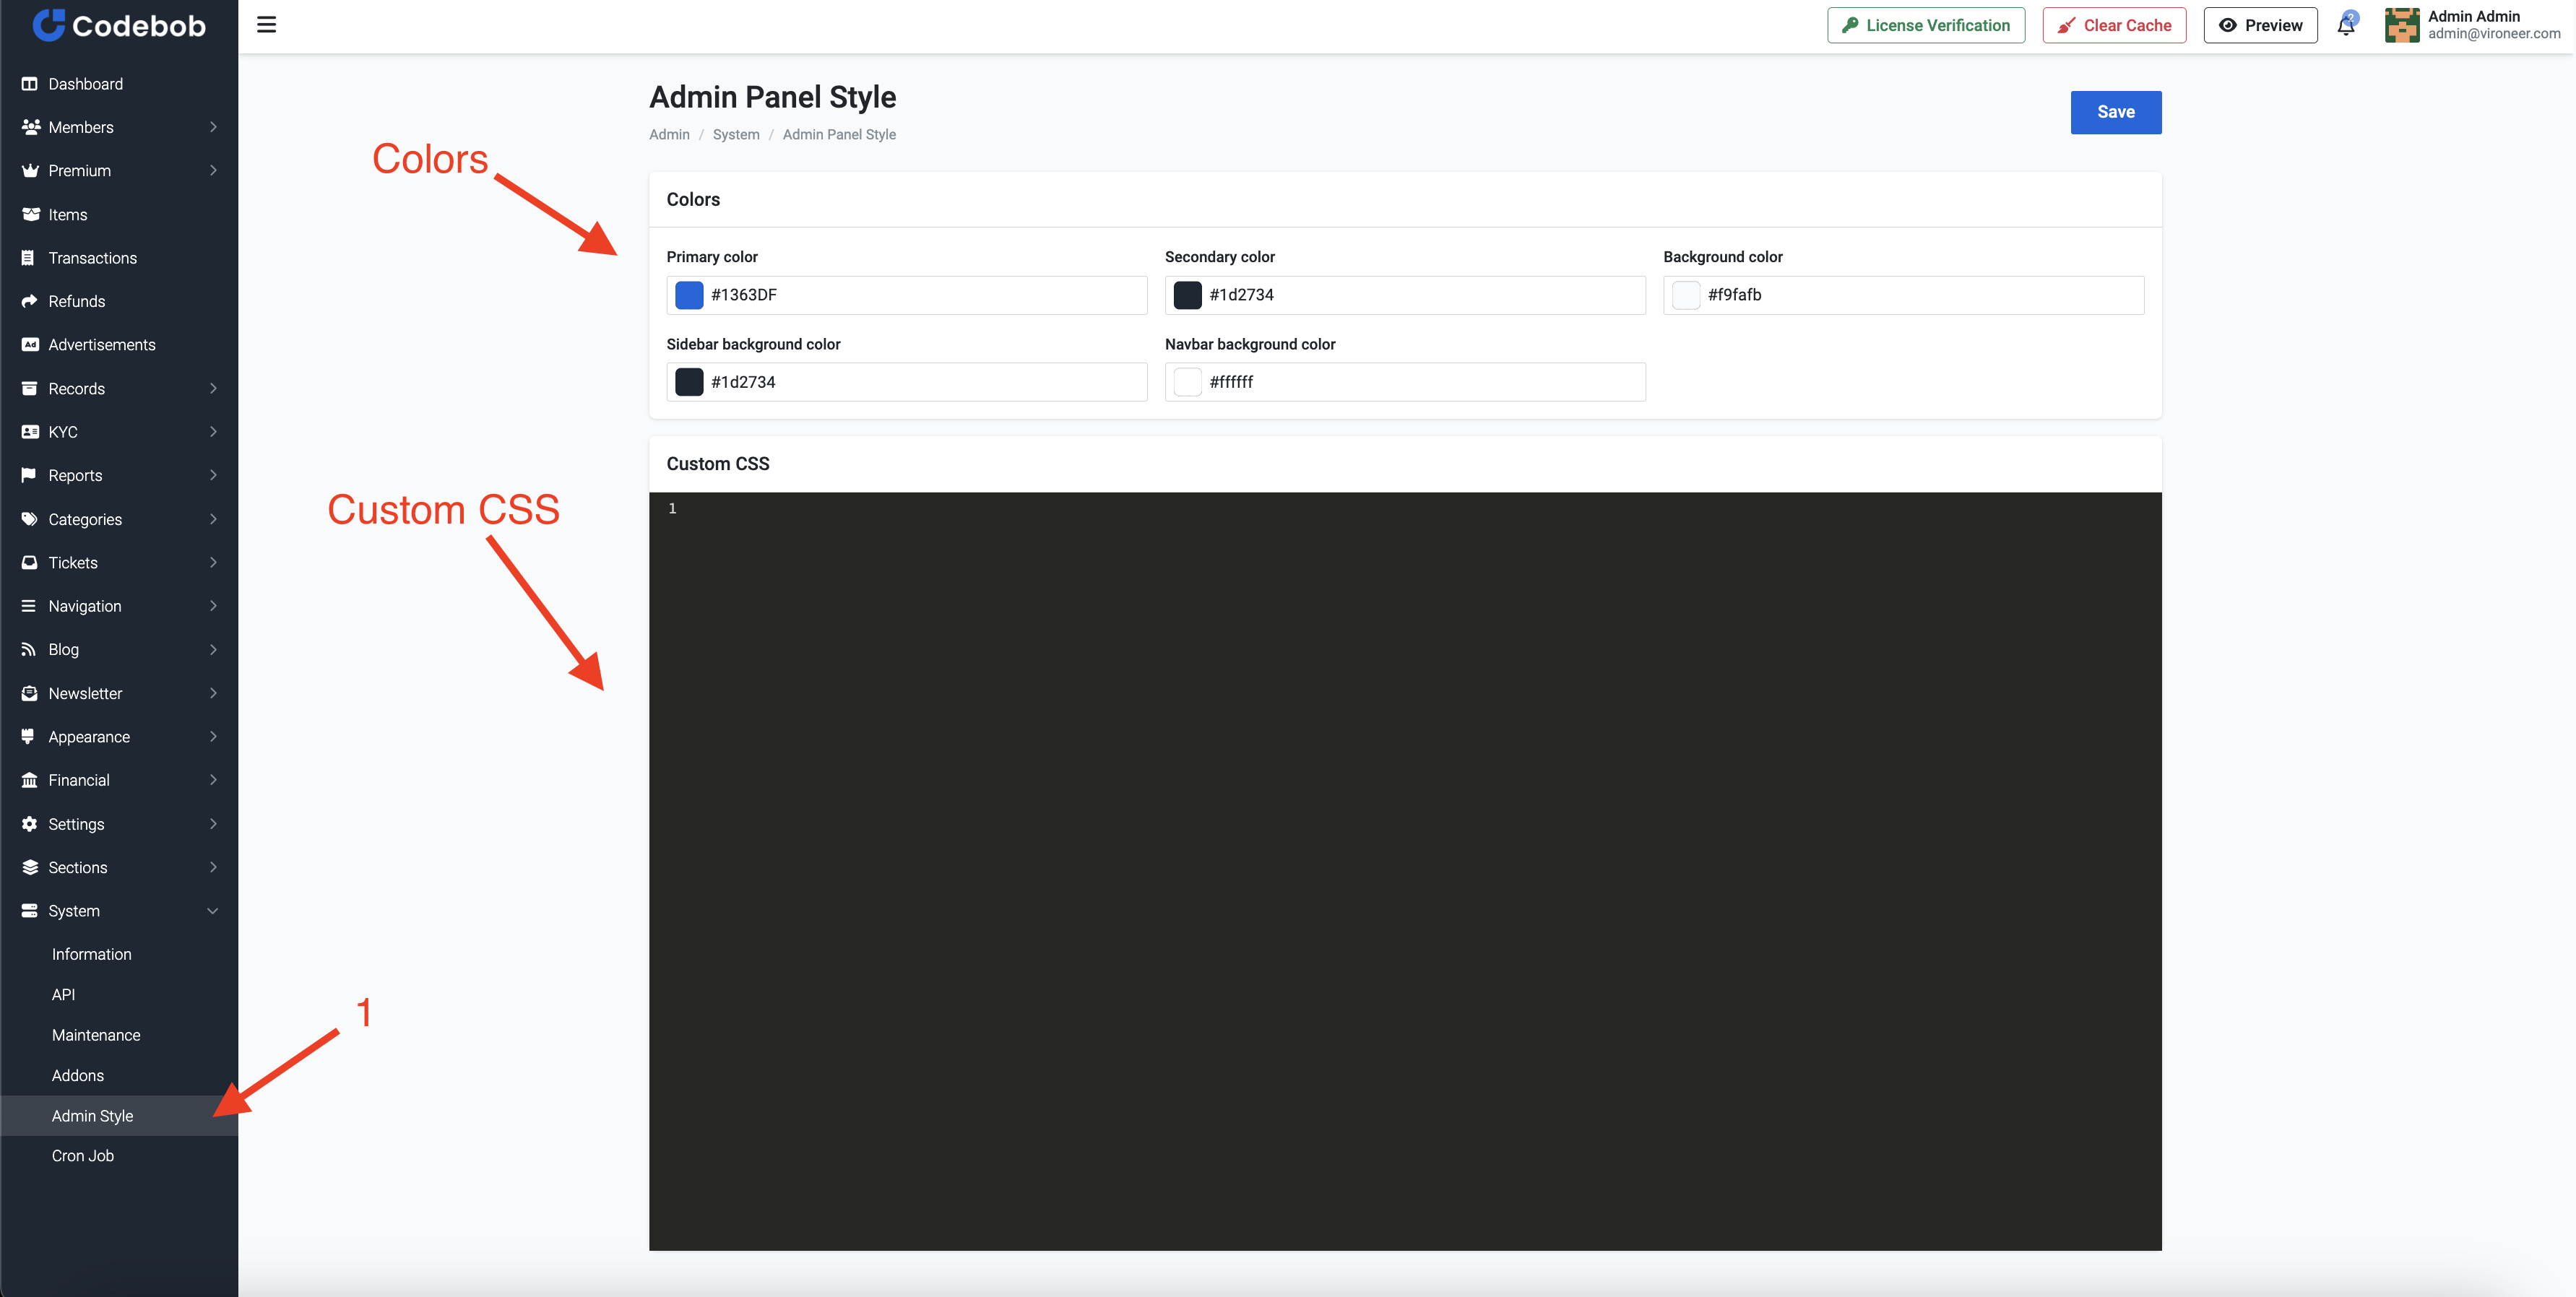 Codebob
License Verification
Clear Cache
Preview
2
Admin Admin
admin@vironeer.com
Dashboard
Members
Premium
Items
Transactions
Refunds
Ad
Advertisements
Records
KYC
Reports
Categories
Tickets
Navigation
Blog
Newsletter
Appearance
Financial
Settings
Sections
System
Information
API
Maintenance
Addons
Admin Style
Cron Job
1
Admin Panel Style
Admin / System / Admin Panel Style
Save
Colors
Colors
Primary color
#1363DF
Secondary color
#1d2734
Background color
#f9fafb
Sidebar background color
#1d2734
Navbar background color
#ffffff
Custom CSS
Custom CSS
1